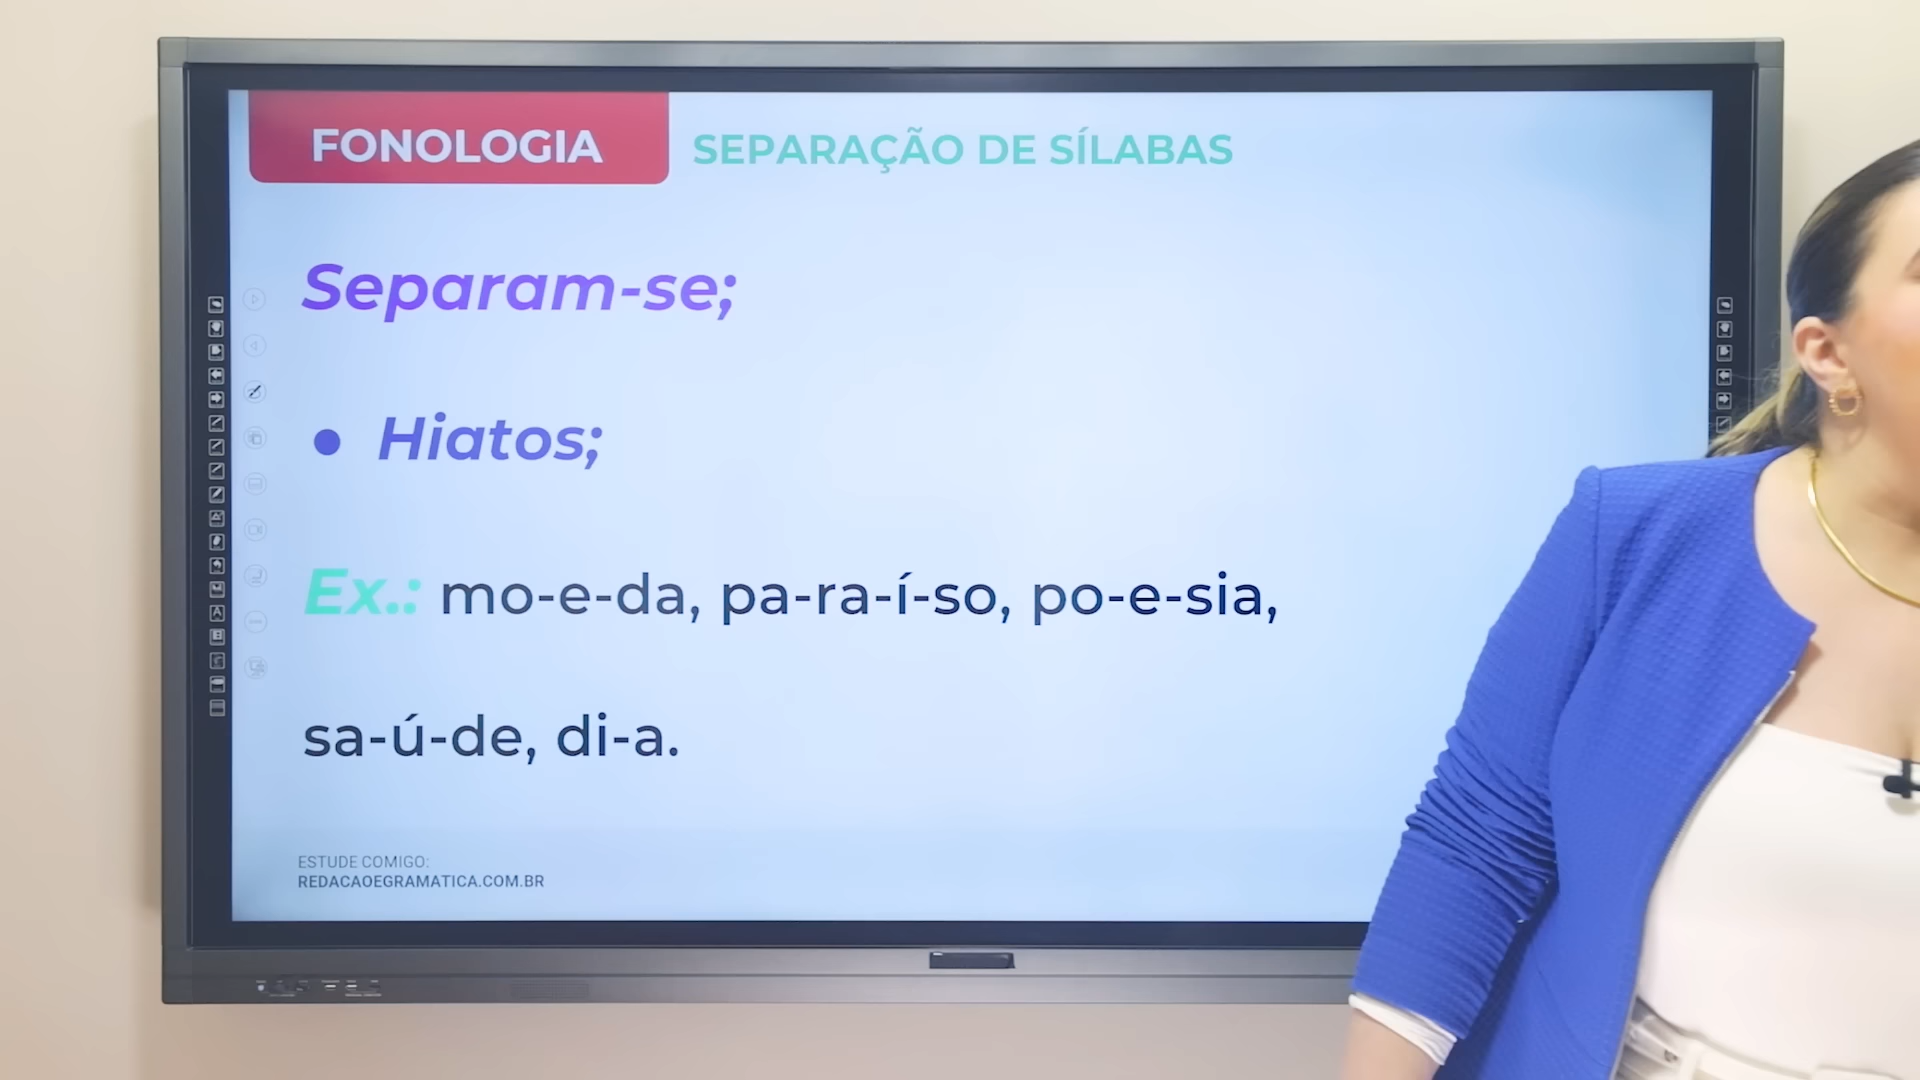 FONOLOGIA
SEPARAÇÃO DE SÍLABAS
Separam-se;
• Hiatos;
Ex.: mo-e-da, pa-ra-í-so, po-e-sia,
sa-ú-de, di-a.
ESTUDE COMIGO:
REDACAOEGRAMATICA.COM.BR